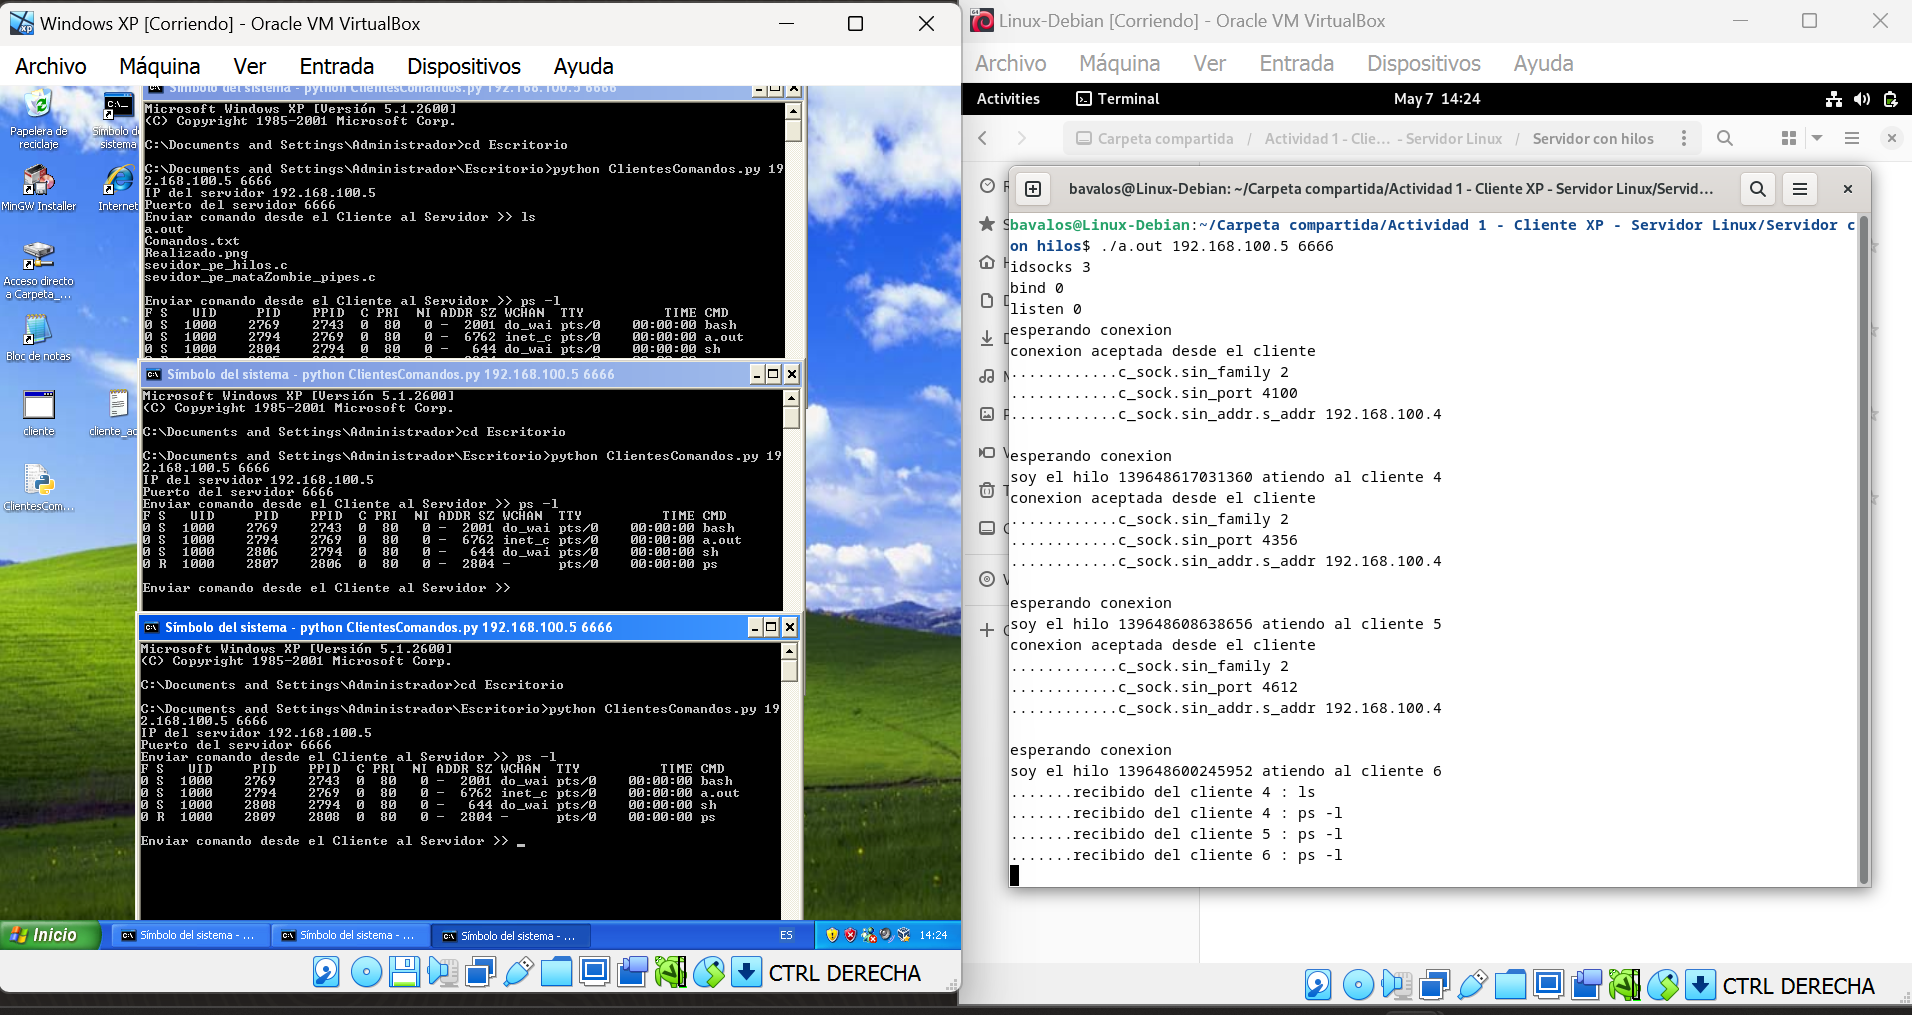 Windows XP [Corriendo] - Oracle VM VirtualBox
Archivo Máquina Ver Entrada Dispositivos Ayuda
Papelera de reciclaje
Símbolo de sistema
MinGW Installer
Internet
Acceso directo a Carpeta_...
Bloc de notas
cliente
cliente_ac
ClientesCom...
Símbolo del sistema - python ClientesComandos.py 192.168.100.5 6666
Microsoft Windows XP [Versión 5.1.2600]
(C) Copyright 1985-2001 Microsoft Corp.
C:\Documents and Settings\Administrador>cd Escritorio
C:\Documents and Settings\Administrador\Escritorio>python ClientesComandos.py 19
2.168.100.5 6666
IP del servidor 192.168.100.5
Puerto del servidor 6666
Enviar comando desde el Cliente al Servidor >> ls
a.out
Comandos.txt
Realizado.png
sevidor_pe_hilos.c
sevidor_pe_mataZombie_pipes.c
Enviar comando desde el Cliente al Servidor >> ps -l
F S   UID     PID    PPID  C PRI  NI ADDR SZ WCHAN  TTY          TIME CMD
0 S  1000    2769    2743  0  80   0 -  2001 do_wai pts/0    00:00:00 bash
0 S  1000    2794    2769  0  80   0 -  6762 inet_c pts/0    00:00:00 a.out
0 S  1000    2804    2794  0  80   0 -   644 do_wai pts/0    00:00:00 sh
Símbolo del sistema - python ClientesComandos.py 192.168.100.5 6666
Microsoft Windows XP [Versión 5.1.2600]
(C) Copyright 1985-2001 Microsoft Corp.
C:\Documents and Settings\Administrador>cd Escritorio
C:\Documents and Settings\Administrador\Escritorio>python ClientesComandos.py 19
2.168.100.5 6666
IP del servidor 192.168.100.5
Puerto del servidor 6666
Enviar comando desde el Cliente al Servidor >> ps -l
F S   UID     PID    PPID  C PRI  NI ADDR SZ WCHAN  TTY          TIME CMD
0 S  1000    2769    2743  0  80   0 -  2001 do_wai pts/0    00:00:00 bash
0 S  1000    2794    2769  0  80   0 -  6762 inet_c pts/0    00:00:00 a.out
0 S  1000    2806    2794  0  80   0 -   644 do_wai pts/0    00:00:00 sh
0 R  1000    2807    2806  0  80   0 -  2804 -      pts/0    00:00:00 ps
Enviar comando desde el Cliente al Servidor >>
Símbolo del sistema - python ClientesComandos.py 192.168.100.5 6666
Microsoft Windows XP [Versión 5.1.2600]
(C) Copyright 1985-2001 Microsoft Corp.
C:\Documents and Settings\Administrador>cd Escritorio
C:\Documents and Settings\Administrador\Escritorio>python ClientesComandos.py 19
2.168.100.5 6666
IP del servidor 192.168.100.5
Puerto del servidor 6666
Enviar comando desde el Cliente al Servidor >> ps -l
F S   UID     PID    PPID  C PRI  NI ADDR SZ WCHAN  TTY          TIME CMD
0 S  1000    2769    2743  0  80   0 -  2001 do_wai pts/0    00:00:00 bash
0 S  1000    2794    2769  0  80   0 -  6762 inet_c pts/0    00:00:00 a.out
0 S  1000    2808    2794  0  80   0 -   644 do_wai pts/0    00:00:00 sh
0 R  1000    2809    2808  0  80   0 -  2804 -      pts/0    00:00:00 ps
Enviar comando desde el Cliente al Servidor >> _
Inicio Símbolo del sistema - ... Símbolo del sistema - ... Símbolo del sistema - ... ES 14:24
CTRL DERECHA
Linux-Debian [Corriendo] - Oracle VM VirtualBox
Archivo Máquina Ver Entrada Dispositivos Ayuda
Activities Terminal May 7 14:24
Carpeta compartida / Actividad 1 - Clie... - Servidor Linux / Servidor con hilos
bavalos@Linux-Debian: ~/Carpeta compartida/Actividad 1 - Cliente XP - Servidor Linux/Servid...
bavalos@Linux-Debian:~/Carpeta compartida/Actividad 1 - Cliente XP - Servidor Linux/Servidor c
on hilos$ ./a.out 192.168.100.5 6666
idsocks 3
bind 0
listen 0
esperando conexion
conexion aceptada desde el cliente
............c_sock.sin_family 2
............c_sock.sin_port 4100
............c_sock.sin_addr.s_addr 192.168.100.4
esperando conexion
soy el hilo 139648617031360 atiendo al cliente 4
conexion aceptada desde el cliente
............c_sock.sin_family 2
............c_sock.sin_port 4356
............c_sock.sin_addr.s_addr 192.168.100.4
esperando conexion
soy el hilo 139648608638656 atiendo al cliente 5
conexion aceptada desde el cliente
............c_sock.sin_family 2
............c_sock.sin_port 4612
............c_sock.sin_addr.s_addr 192.168.100.4
esperando conexion
soy el hilo 139648600245952 atiendo al cliente 6
.......recibido del cliente 4 : ls
.......recibido del cliente 4 : ps -l
.......recibido del cliente 5 : ps -l
.......recibido del cliente 6 : ps -l
CTRL DERECHA